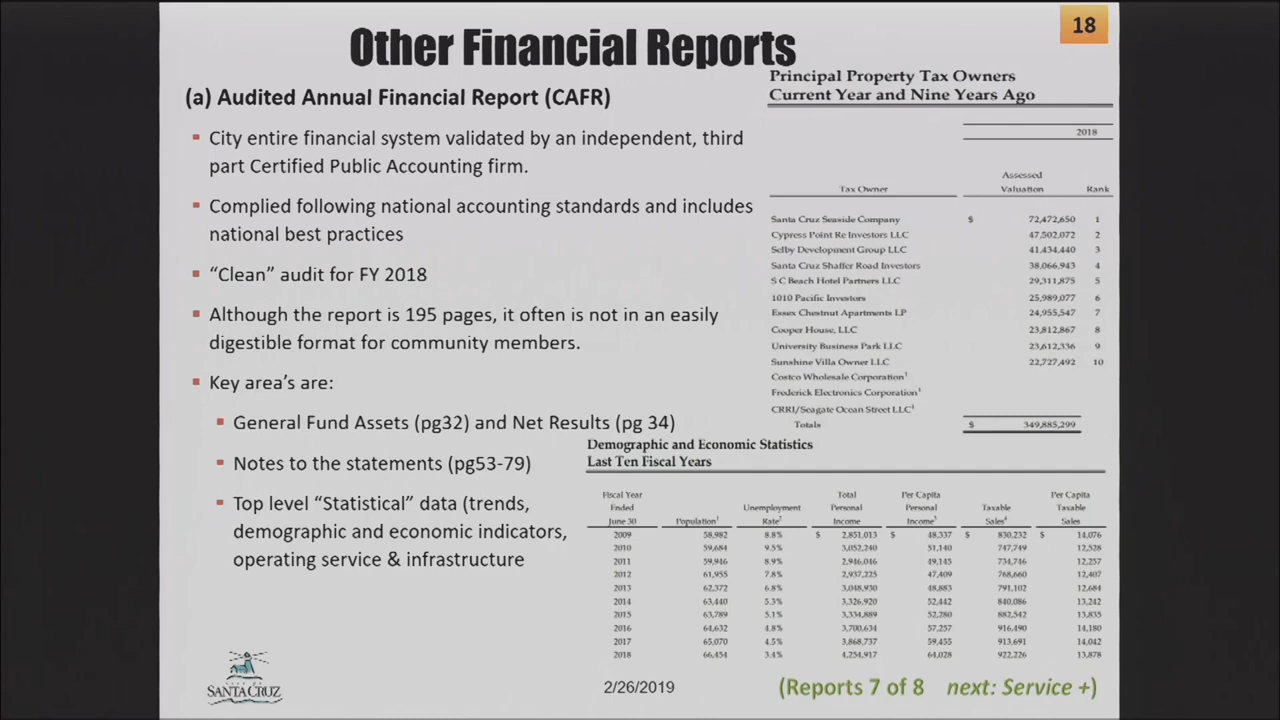 18
Other Financial Reports
(a) Audited Annual Financial Report (CAFR)
▪ City entire financial system validated by an independent, third
part Certified Public Accounting firm.
▪ Complied following national accounting standards and includes
national best practices
▪ “Clean” audit for FY 2018
▪ Although the report is 195 pages, it often is not in an easily
digestible format for community members.
▪ Key area's are:
▪ General Fund Assets (pg32) and Net Results (pg 34)
▪ Notes to the statements (pg53-79)
▪ Top level “Statistical” data (trends,
demographic and economic indicators,
operating service & infrastructure
Principal Property Tax Owners
Current Year and Nine Years Ago
2018
Assessed
Tax Owner Valuation Rank
Santa Cruz Seaside Company $ 72,472,650 1
Cypress Point Re Investors LLC 47,502,072 2
Selby Development Group LLC 41,434,440 3
Santa Cruz Shaffer Road Investors 38,066,943 4
S C Beach Hotel Partners LLC 29,311,875 5
1010 Pacific Investors 25,989,077 6
Essex Chestnut Apartments LP 24,955,547 7
Cooper House, LLC 23,812,867 8
University Business Park LLC 23,612,336 9
Sunshine Villa Owner LLC 22,727,492 10
Costco Wholesale Corporation¹
Frederick Electronics Corporation¹
CRRI/Seagate Ocean Street LLC¹
Totals $ 349,885,299
Demographic and Economic Statistics
Last Ten Fiscal Years
Fiscal Year Total Per Capita Per Capita
Ended Unemployment Personal Personal Taxable Taxable
June 30 Population¹ Rate² Income Income³ Sales⁴ Sales
2009 58,982 8.8% $ 2,851,013 $ 48,337 $ 830,232 $ 14,076
2010 59,684 9.5% 3,052,240 51,140 747,749 12,528
2011 59,946 8.9% 2,946,046 49,145 734,746 12,257
2012 61,955 7.8% 2,937,225 47,409 768,660 12,407
2013 62,372 6.8% 3,048,930 48,883 791,102 12,684
2014 63,440 5.3% 3,326,920 52,442 840,086 13,242
2015 63,789 5.1% 3,334,889 52,280 882,542 13,835
2016 64,632 4.8% 3,700,634 57,257 916,490 14,180
2017 65,070 4.5% 3,868,737 59,455 913,691 14,042
2018 66,454 3.4% 4,254,917 64,028 922,226 13,878
CITY OF
SANTA CRUZ
2/26/2019
(Reports 7 of 8 next: Service +)